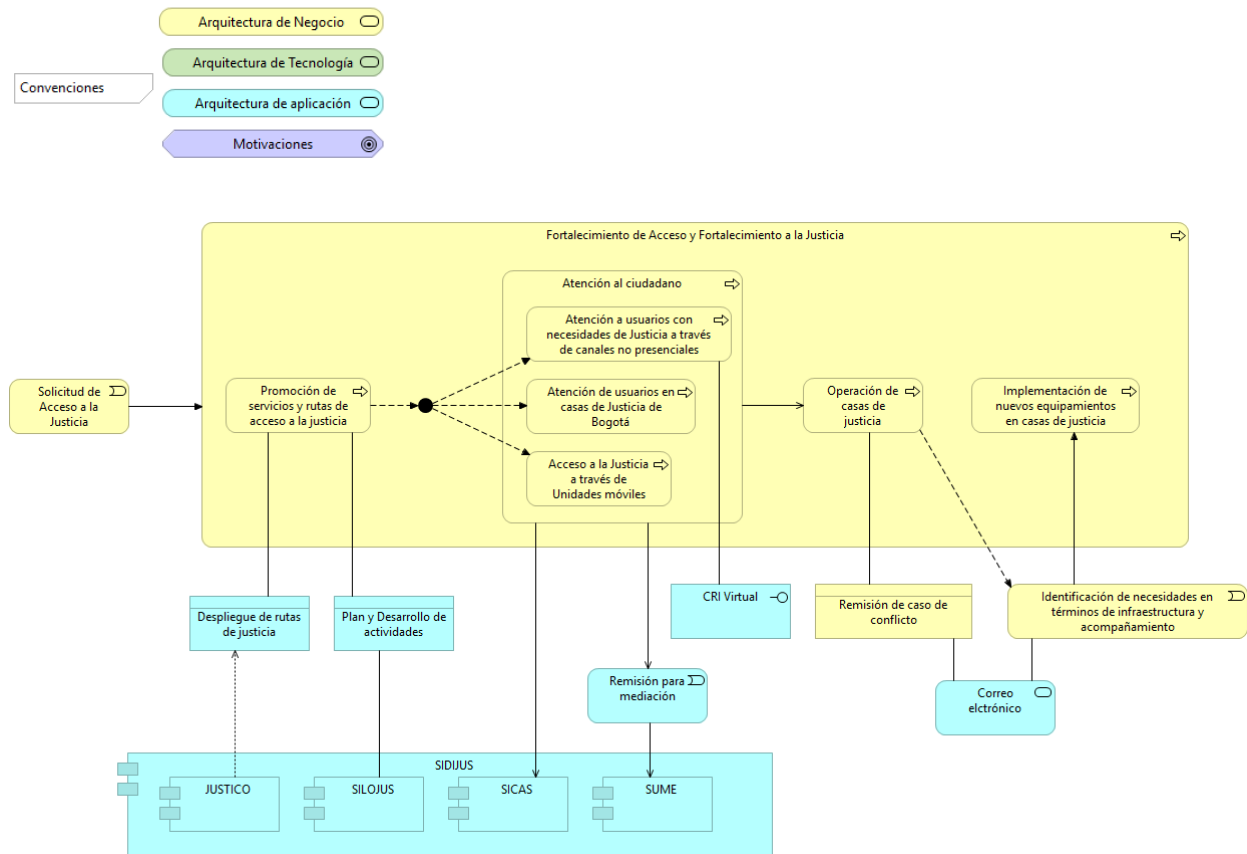 Arquitectura de Negocio
Arquitectura de Tecnología
Convenciones
Arquitectura de aplicación
Motivaciones
Fortalecimiento de Acceso y Fortalecimiento a la Justicia
Atención al ciudadano
Atención a usuarios con
necesidades de Justicia a través
de canales no presenciales
Solicitud de
Acceso a la
Justicia
Promoción de
servicios y rutas de
acceso a la justicia
Atención de usuarios en
casas de Justicia de
Bogotá
Operación de
casas de
justicia
Implementación de
nuevos equipamientos
en casas de justicia
Acceso a la Justicia
a través de
Unidades móviles
Despliegue de rutas
de justicia
Plan y Desarrollo de
actividades
CRI Virtual
Remisión de caso de
conflicto
Identificación de necesidades en
términos de infraestructura y
acompañamiento
Remisión para
mediación
Correo
elctrónico
SIDIJUS
JUSTICO
SILOJUS
SICAS
SUME